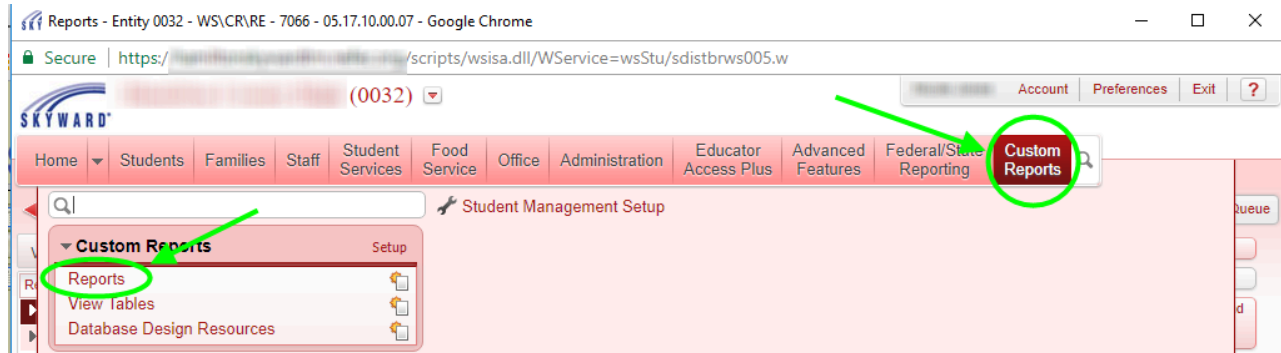 Reports - Entity 0032 - WS\CR\RE - 7066 - 05.17.10.00.07 - Google Chrome
Secure | https:/ /scripts/wsisa.dll/WService=wsStu/sdistbrws005.w
SKYWARD
(0032)
Account Preferences Exit ?
Home Students Families Staff Student Services Food Service Office Administration Educator Access Plus Advanced Features Federal/State Reporting Custom Reports
Student Management Setup
Queue
Custom Reports Setup
Reports
View Tables
Database Design Resources